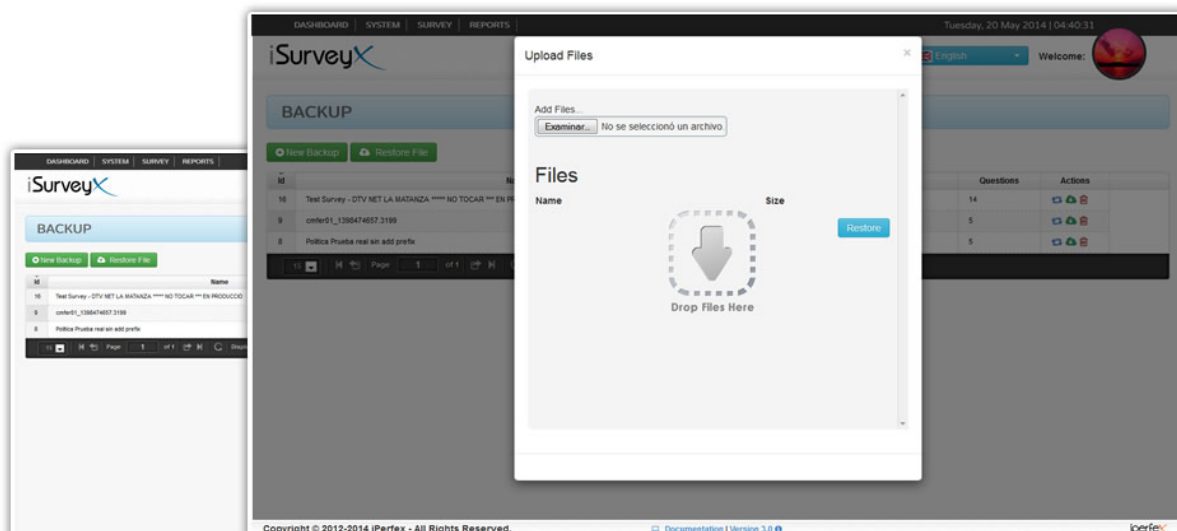 DASHBOARD SYSTEM SURVEY REPORTS
iSurveyX
BACKUP
New Backup Restore File
Id Name
16 Test Survey - DTV NET LA MATANZA ***** NO TOCAR *** EN PRODUCCIO
9 cmfer01_1398474657.3199
8 Politica Prueba real sin add prefix
15 Page 1 of 1
DASHBOARD SYSTEM SURVEY REPORTS Tuesday, 20 May 2014 | 04:40:31
iSurveyX English Welcome:
BACKUP
New Backup Restore File
Id Questions Actions
16 Test Survey - DTV NET LA MATANZA ***** NO TOCAR *** EN 14
9 cmfer01_1398474657.3199 5
8 Politica Prueba real sin add prefix 5
15 Page 1 of 1
Upload Files ×
Add Files...
Examinar... No se seleccionó un archivo.
Files
Name Size
Restore
Drop Files Here
Copyright © 2012-2014 iPerfex - All Rights Reserved. Documentation | Version 3.0 iperfex